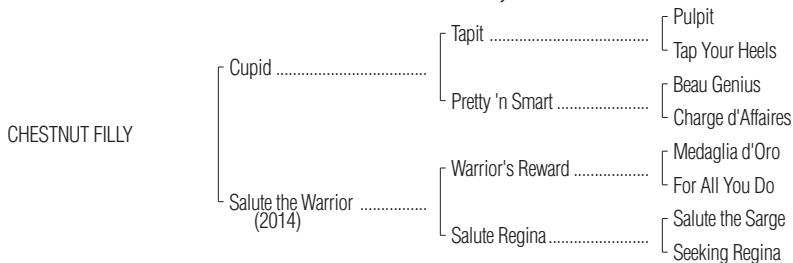 Pulpit
Tapit ......................................
Tap Your Heels
Cupid ...................................
Beau Genius
Pretty 'n Smart ......................
Charge d'Affaires
CHESTNUT FILLY
Medaglia d'Oro
Warrior's Reward ..................
For All You Do
Salute the Warrior ................
(2014)
Salute the Sarge
Salute Regina........................
Seeking Regina